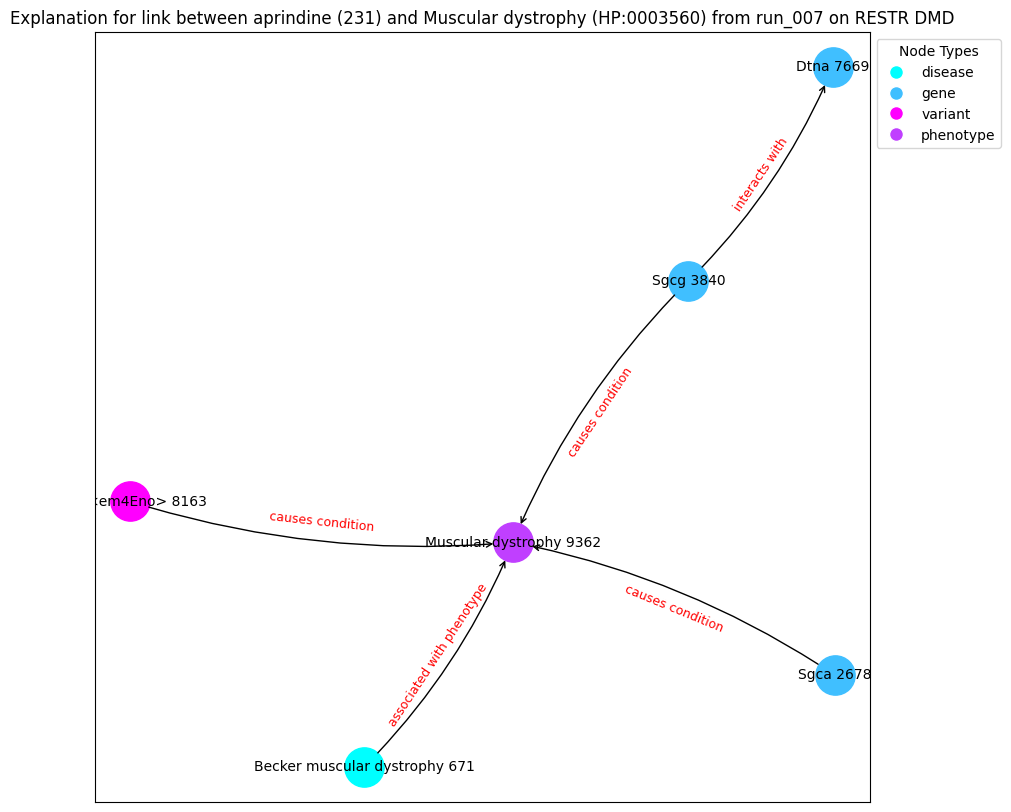 Explanation for link between aprindine (231) and Muscular dystrophy (HP:0003560) from run_007 on RESTR DMD
Node Types
disease
gene
variant
phenotype
Dtna 7669
interacts with
Sgcg 3840
causes condition
em4Eno> 8163
causes condition
Muscular dystrophy 9362
causes condition
associated with phenotype
Sgca 2678
Becker muscular dystrophy 671